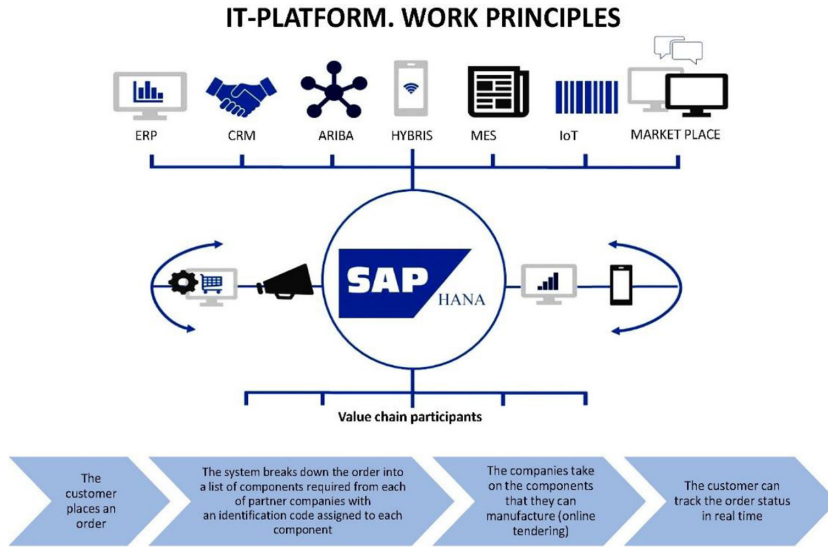 IT-PLATFORM. WORK PRINCIPLES
ERP CRM ARIBA HYBRIS MES IoT MARKET PLACE
SAP
HANA
Value chain participants
The
customer
places an
order
The system breaks down the order into
a list of components required from each
of partner companies with
an identification code assigned to each
component
The companies take
on the components
that they can
manufacture (online
tendering)
The customer can
track the order status
in real time